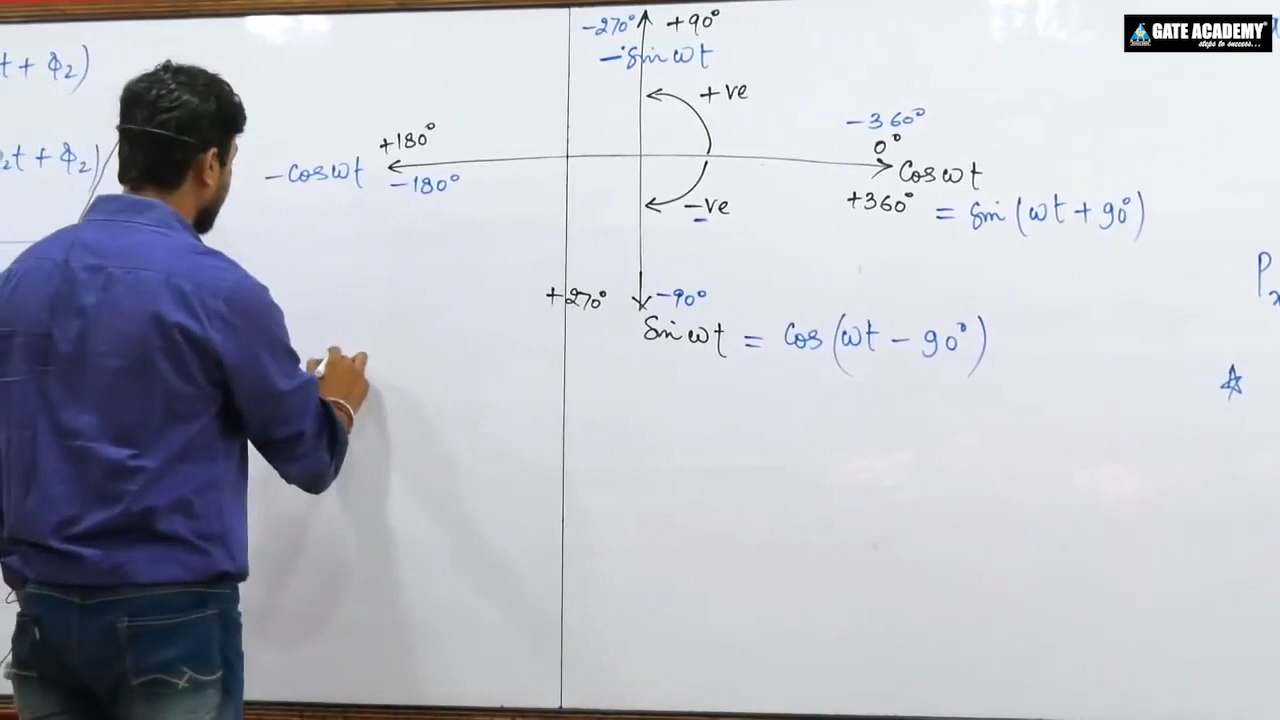 t + Φ₂)
₂t + Φ₂)
-270° +90°
- sin ωt
+ve
+180°
- cos ωt
-180°
-360°
0°
Cos ωt
+360°
= sin (ωt + 90°)
-ve
+270° -90°
Sin ωt = cos (ωt - 90°)
☆
GATE ACADEMY
steps to success...